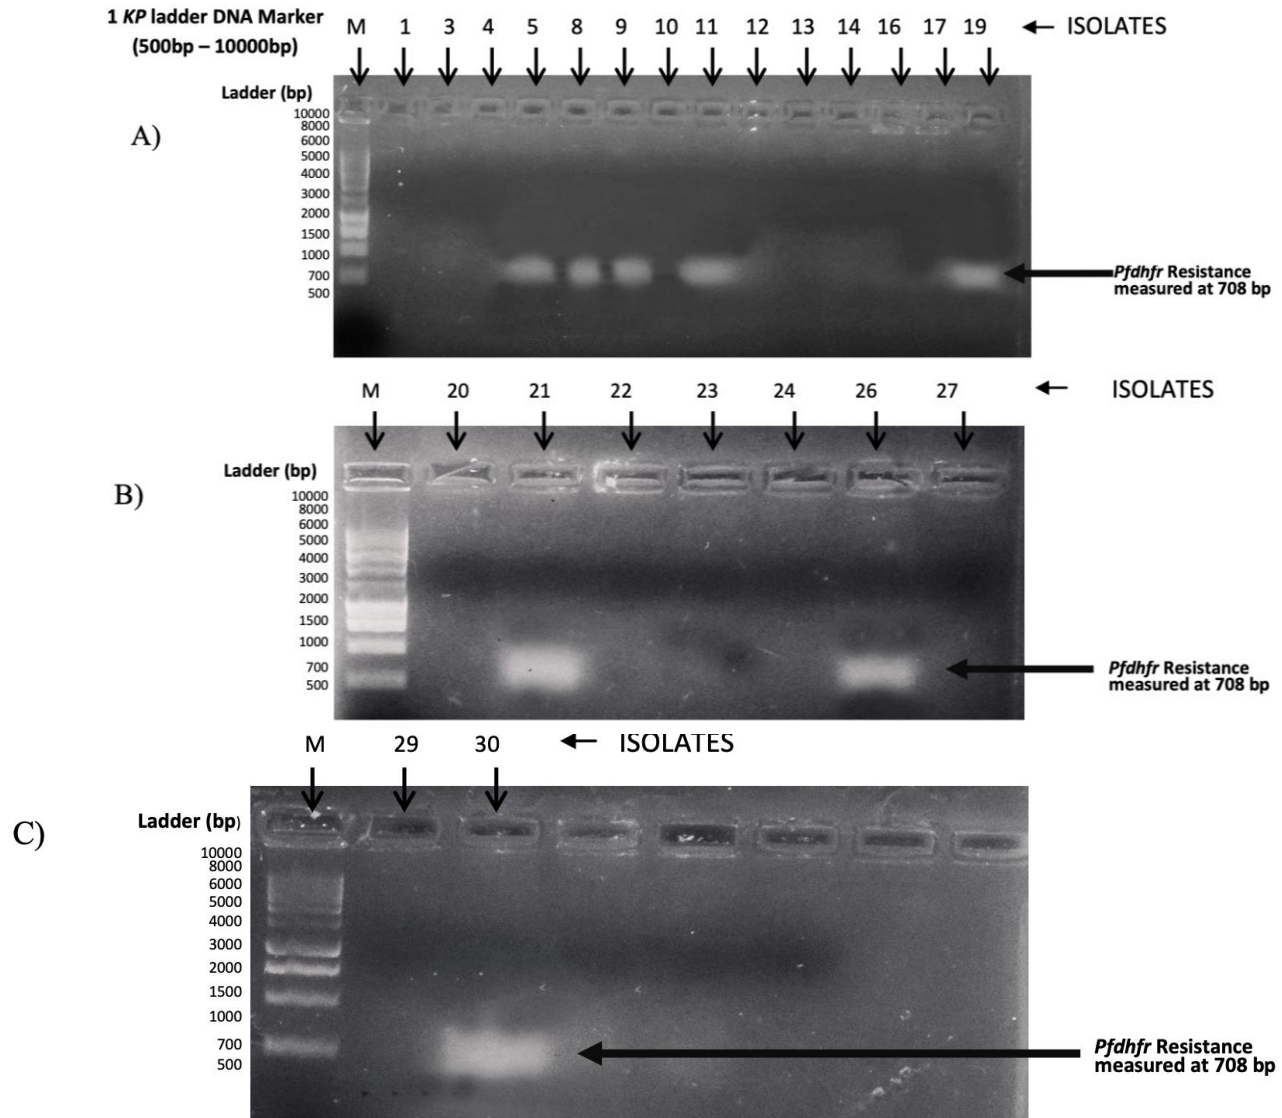 1 KP ladder DNA Marker
(500bp – 10000bp)
M 1 3 4 5 8 9 10 11 12 13 14 16 17 19 ← ISOLATES
Ladder (bp)
A)
10000
8000
6000
5000
4000
3000
2000
1500
1000
700
500
Pfdhfr Resistance
measured at 708 bp
M 20 21 22 23 24 26 27 ← ISOLATES
Ladder (bp)
B)
10000
8000
6000
5000
4000
3000
2000
1500
1000
700
500
Pfdhfr Resistance
measured at 708 bp
M 29 30 ← ISOLATES
Ladder (bp)
C)
10000
8000
6000
5000
4000
3000
2000
1500
1000
700
500
Pfdhfr Resistance
measured at 708 bp